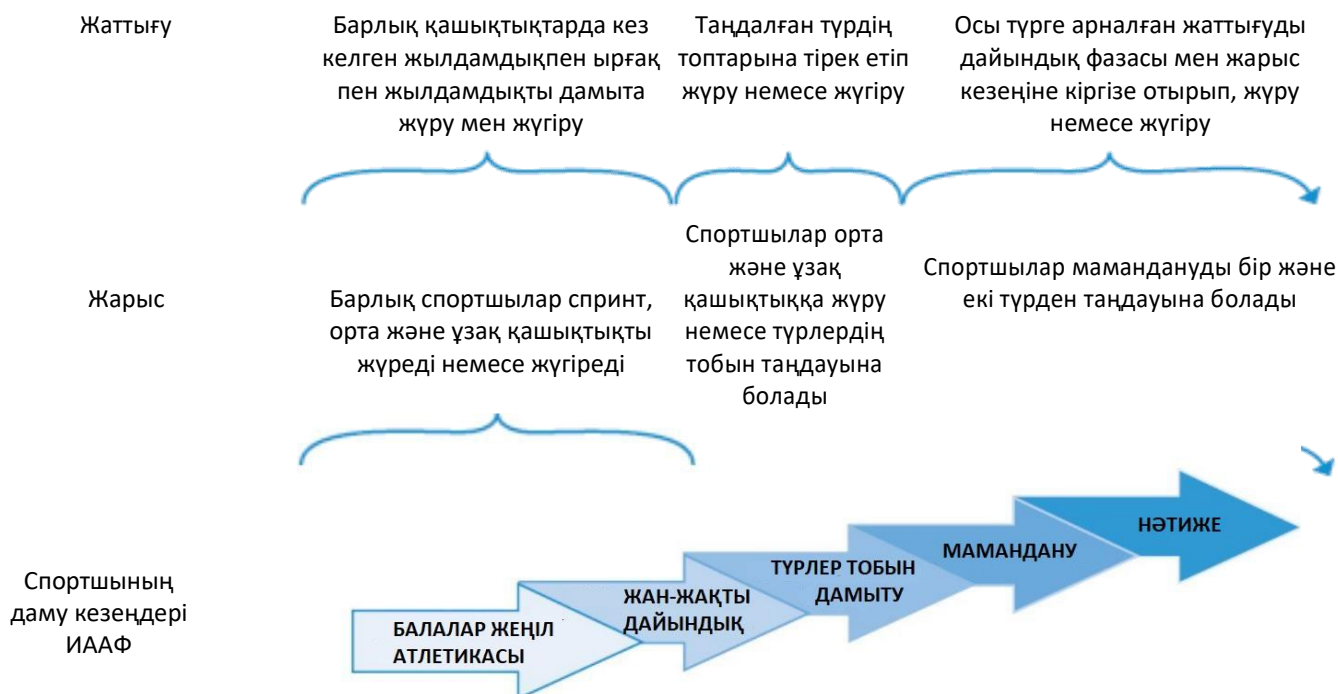 Жаттығу
Барлық қашықтықтарда кез
келген жылдамдықпен ырғақ
пен жылдамдықты дамыта
жүру мен жүгіру
Таңдалған түрдің
топтарына тірек етіп
жүру немесе жүгіру
Осы түрге арналған жаттығуды
дайындық фазасы мен жарыс
кезеңіне кіргізе отырып, жүру
немесе жүгіру
Жарыс
Барлық спортшылар спринт,
орта және ұзақ қашықтықты
жүреді немесе жүгіреді
Спортшылар орта
және ұзақ
қашықтыққа жүру
немесе түрлердің
тобын таңдауына
болады
Спортшылар мамандануды бір және
екі түрден таңдауына болады
Спортшының
даму кезеңдері
ИААФ
БАЛАЛАР ЖЕҢІЛ
АТЛЕТИКАСЫ
ЖАН-ЖАҚТЫ
ДАЙЫНДЫҚ
ТҮРЛЕР ТОБЫН
ДАМЫТУ
МАМАНДАНУ
НӘТИЖЕ